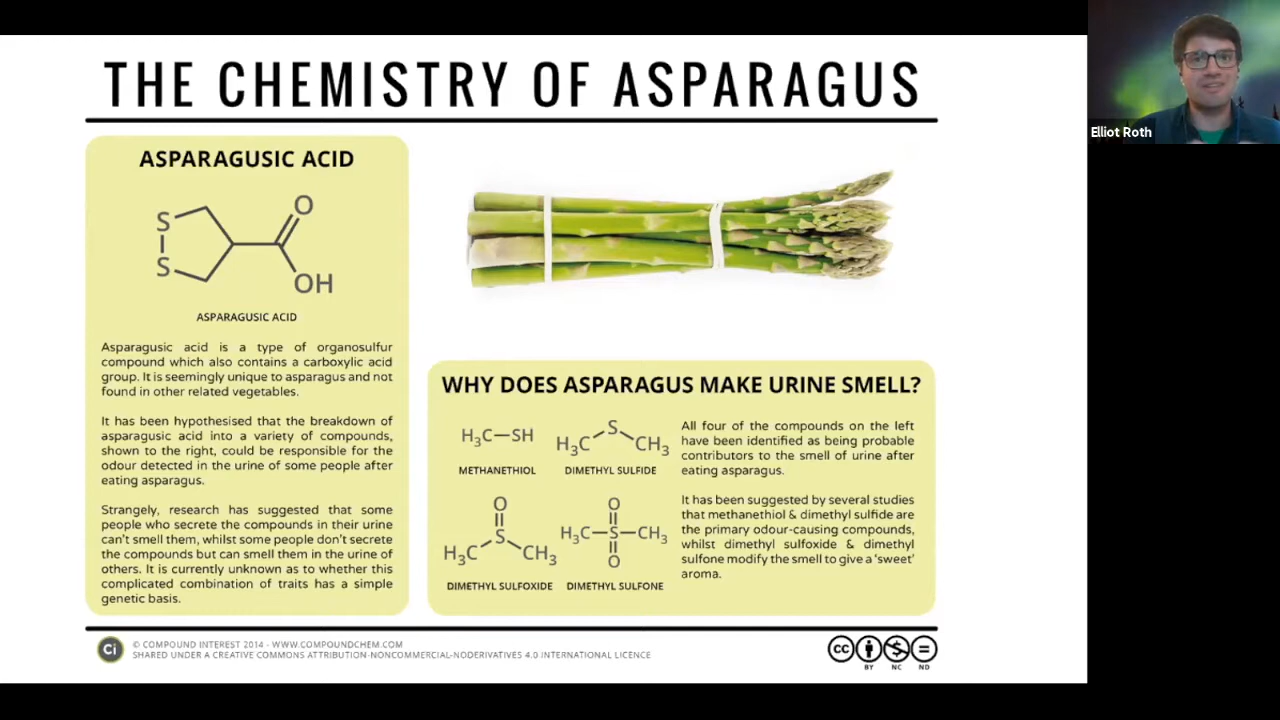 THE CHEMISTRY OF ASPARAGUS
Elliot Roth
ASPARAGUSIC ACID
S
S
O
OH
ASPARAGUSIC ACID
Asparagusic acid is a type of organosulfur
compound which also contains a carboxylic acid
group. It is seemingly unique to asparagus and not
found in other related vegetables.
It has been hypothesised that the breakdown of
asparagusic acid into a variety of compounds,
shown to the right, could be responsible for the
odour detected in the urine of some people after
eating asparagus.
Strangely, research has suggested that some
people who secrete the compounds in their urine
can't smell them, whilst some people don't secrete
the compounds but can smell them in the urine of
others. It is currently unknown as to whether this
complicated combination of traits has a simple
genetic basis.
WHY DOES ASPARAGUS MAKE URINE SMELL?
H₃C—SH
METHANETHIOL
S
H₃C CH₃
DIMETHYL SULFIDE
O
S
H₃C CH₃
DIMETHYL SULFOXIDE
O
H₃C—S—CH₃
O
DIMETHYL SULFONE
All four of the compounds on the left
have been identified as being probable
contributors to the smell of urine after
eating asparagus.
It has been suggested by several studies
that methanethiol & dimethyl sulfide are
the primary odour-causing compounds,
whilst dimethyl sulfoxide & dimethyl
sulfone modify the smell to give a 'sweet'
aroma.
Ci
© COMPOUND INTEREST 2014 - WWW.COMPOUNDCHEM.COM
SHARED UNDER A CREATIVE COMMONS ATTRIBUTION-NONCOMMERCIAL-NODERIVATIVES 4.0 INTERNATIONAL LICENCE
cc
BY NC ND